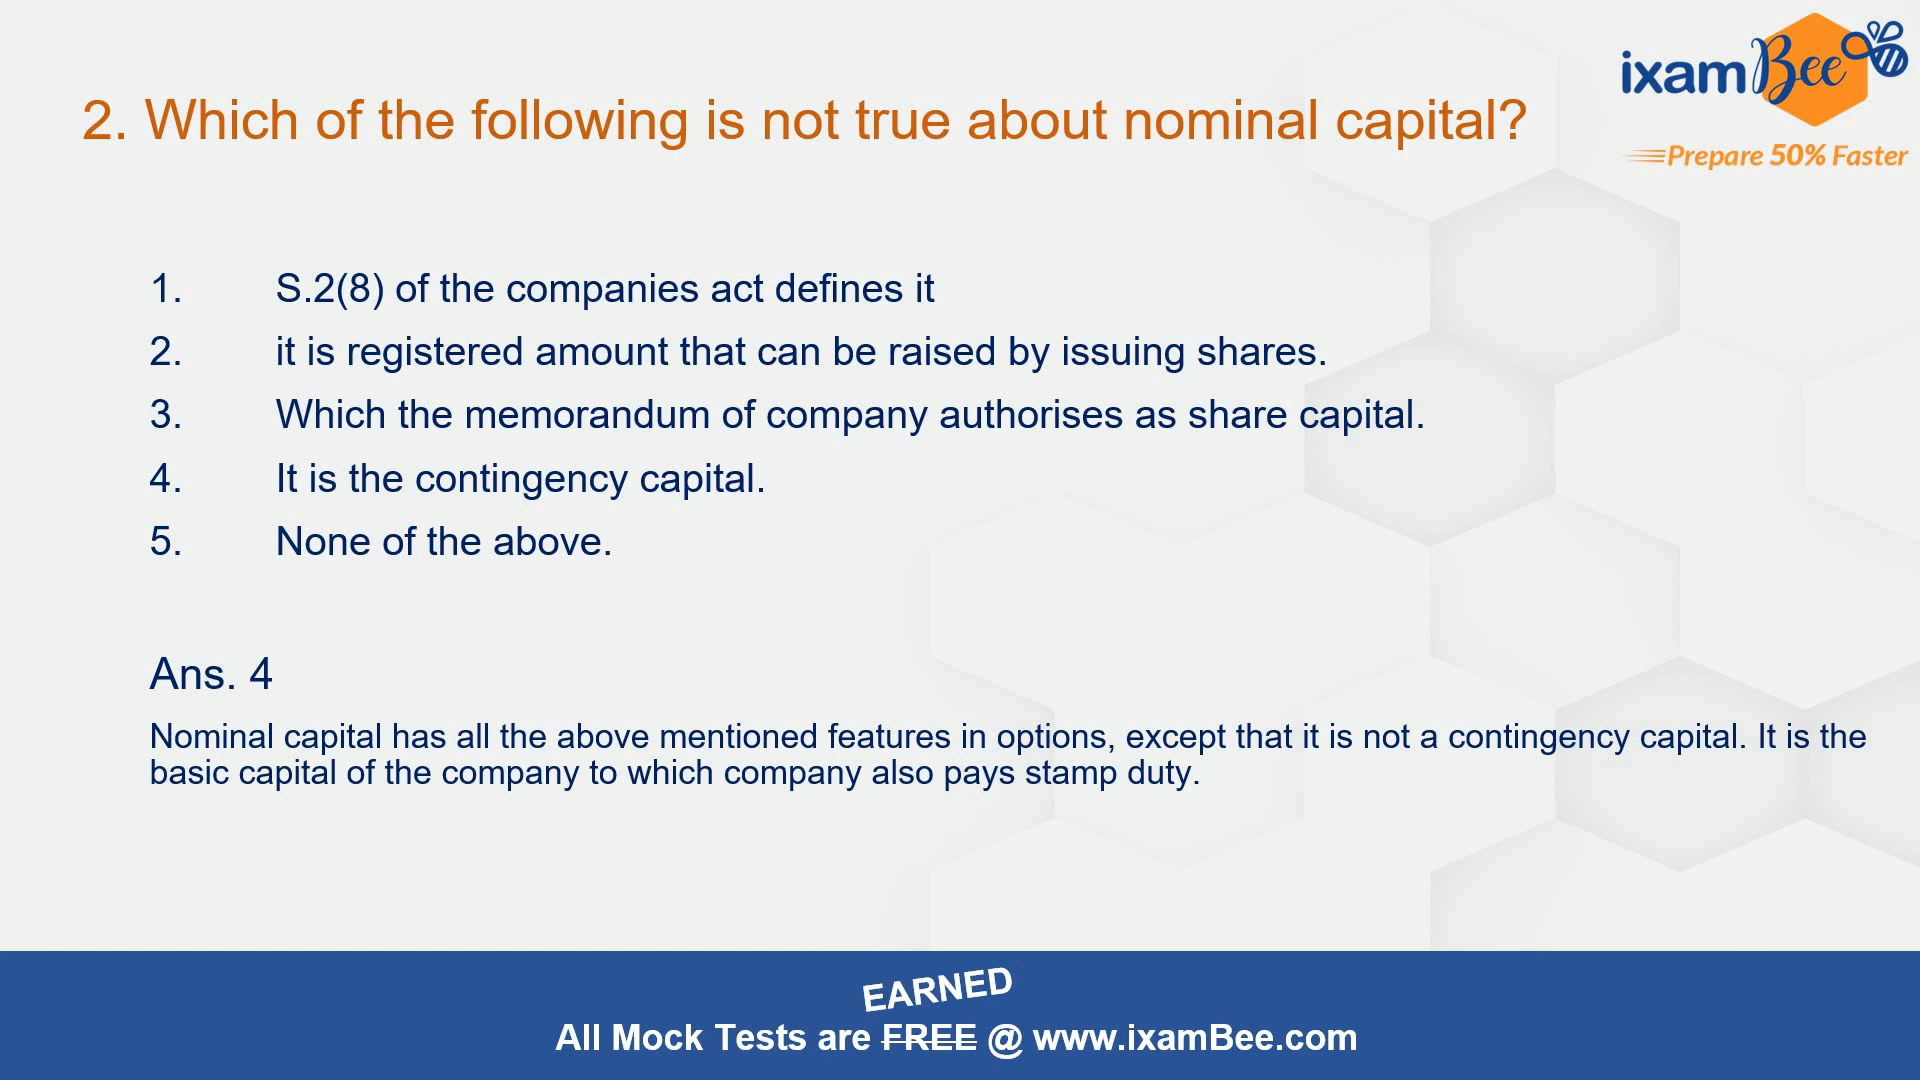 ixamBee
Prepare 50% Faster
2. Which of the following is not true about nominal capital?
1. S.2(8) of the companies act defines it
2. it is registered amount that can be raised by issuing shares.
3. Which the memorandum of company authorises as share capital.
4. It is the contingency capital.
5. None of the above.
Ans. 4
Nominal capital has all the above mentioned features in options, except that it is not a contingency capital. It is the
basic capital of the company to which company also pays stamp duty.
EARNED
All Mock Tests are FREE @ www.ixamBee.com